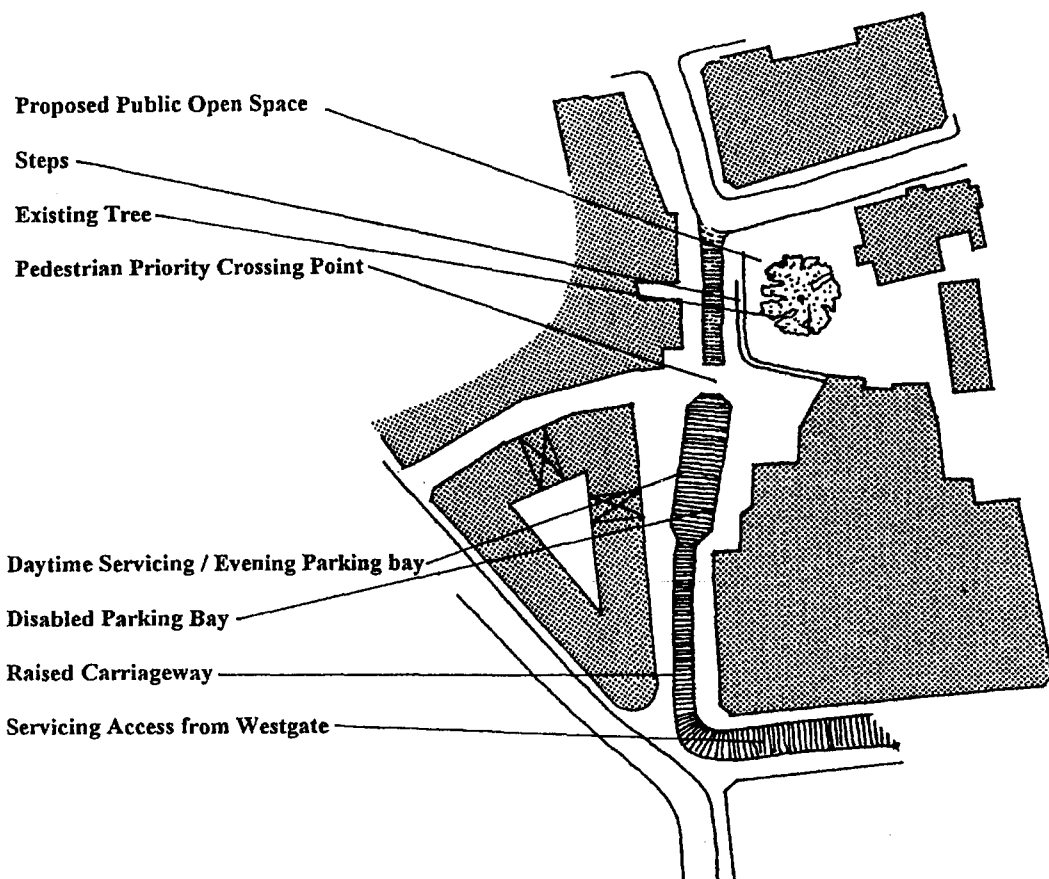 Proposed Public Open Space
Steps
Existing Tree
Pedestrian Priority Crossing Point
Daytime Servicing / Evening Parking bay
Disabled Parking Bay
Raised Carriageway
Servicing Access from Westgate